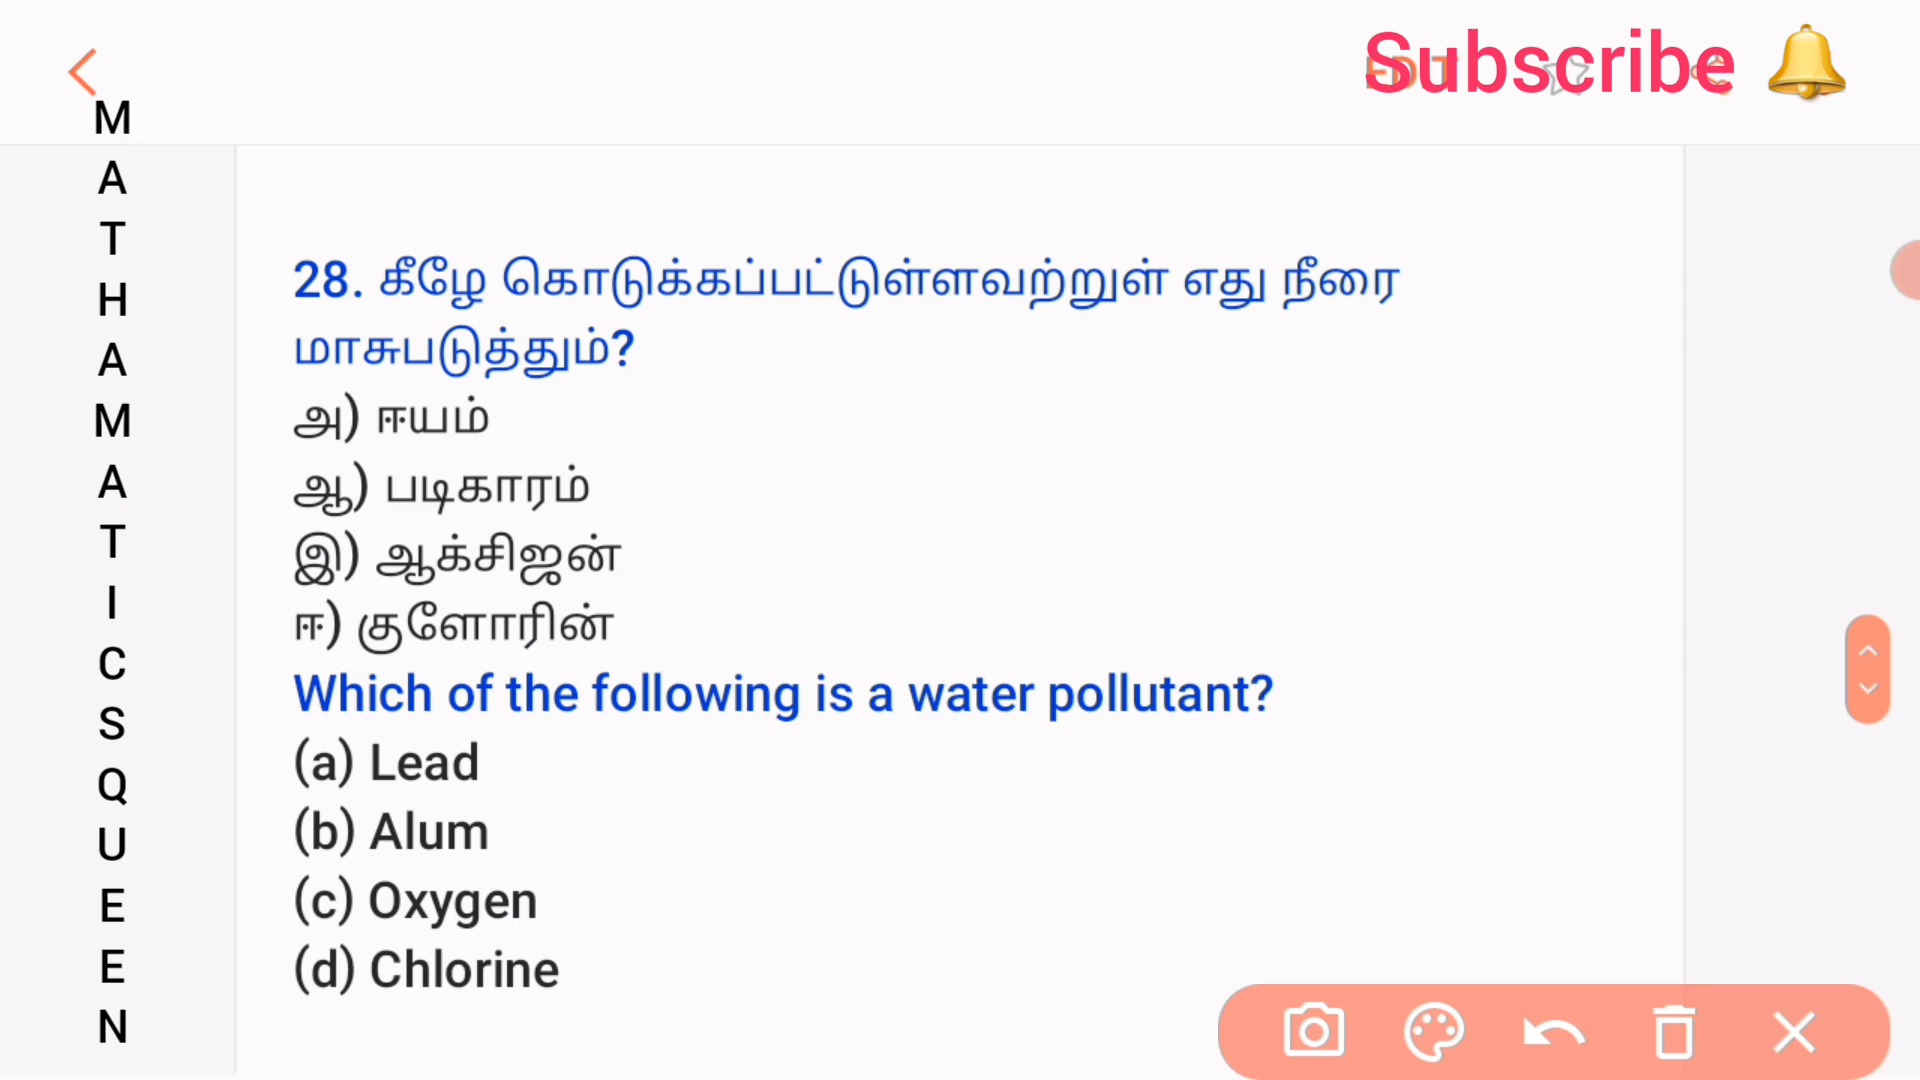 Subscribe 🔔
M
A
T
H
A
M
A
T
I
C
S
Q
U
E
E
N
28. கீழே கொடுக்கப்பட்டுள்ளவற்றுள் எது நீரை
மாசுபடுத்தும்?
அ) ஈயம்
ஆ) படிகாரம்
இ) ஆக்சிஜன்
ஈ) குளோரின்
Which of the following is a water pollutant?
(a) Lead
(b) Alum
(c) Oxygen
(d) Chlorine